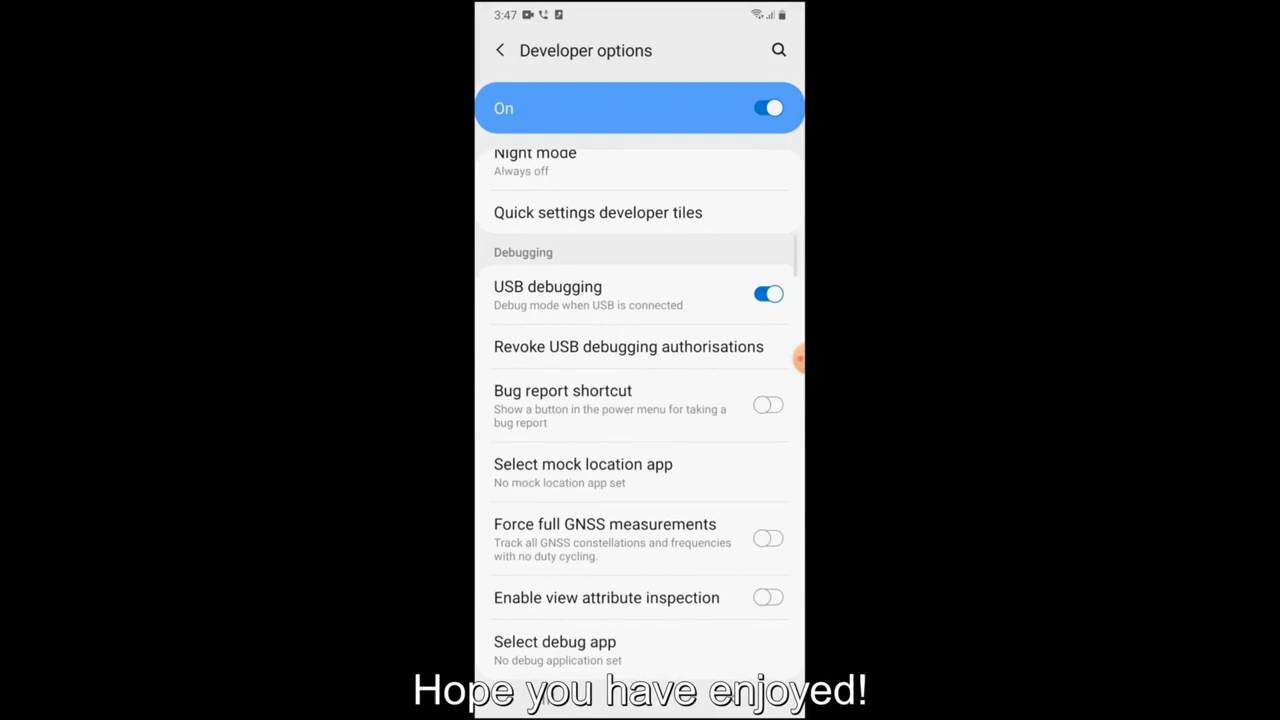 3:47
Developer options
On
Night mode
Always off
Quick settings developer tiles
Debugging
USB debugging
Debug mode when USB is connected
Revoke USB debugging authorisations
Bug report shortcut
Show a button in the power menu for taking a
bug report
Select mock location app
No mock location app set
Force full GNSS measurements
Track all GNSS constellations and frequencies
with no duty cycling.
Enable view attribute inspection
Select debug app
No debug application set
Hope you have enjoyed!